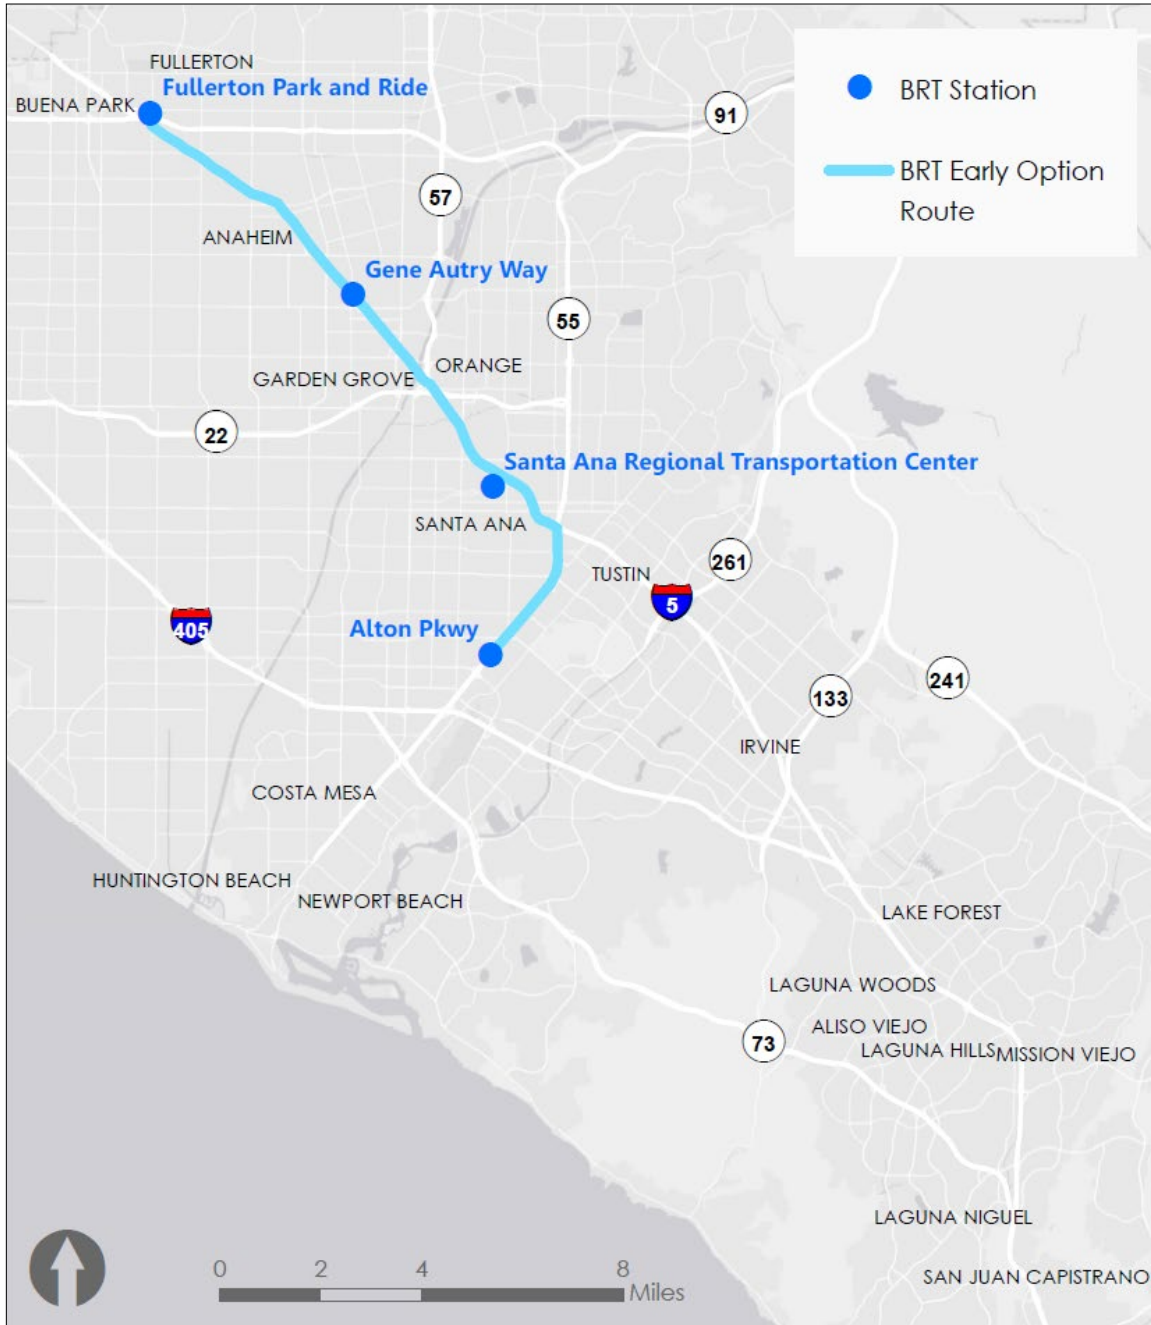 FULLERTON
Fullerton Park and Ride
BUENA PARK
BRT Station
91
BRT Early Option
Route
57
ANAHEIM
Gene Autry Way
55
ORANGE
GARDEN GROVE
22
Santa Ana Regional Transportation Center
SANTA ANA
261
TUSTIN
5
405
Alton Pkwy
241
133
IRVINE
COSTA MESA
HUNTINGTON BEACH
NEWPORT BEACH
LAKE FOREST
LAGUNA WOODS
ALISO VIEJO
73
LAGUNA HILLS
MISSION VIEJO
LAGUNA NIGUEL
SAN JUAN CAPISTRANO
0 2 4 8
Miles